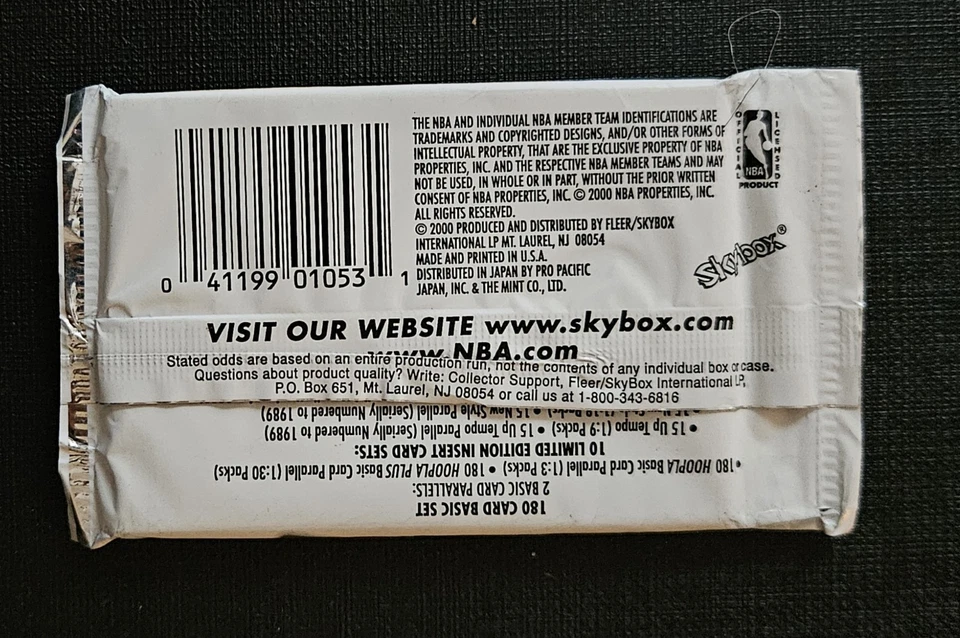 THE NBA AND INDIVIDUAL NBA MEMBER TEAM IDENTIFICATIONS ARE
TRADEMARKS AND COPYRIGHTED DESIGNS, AND/OR OTHER FORMS OF
INTELLECTUAL PROPERTY, THAT ARE THE EXCLUSIVE PROPERTY OF NBA
PROPERTIES, INC. AND THE RESPECTIVE NBA MEMBER TEAMS AND MAY
NOT BE USED, IN WHOLE OR IN PART, WITHOUT THE PRIOR WRITTEN
CONSENT OF NBA PROPERTIES, INC. © 2000 NBA PROPERTIES, INC.
ALL RIGHTS RESERVED.
© 2000 PRODUCED AND DISTRIBUTED BY FLEER/SKYBOX
INTERNATIONAL LP MT. LAUREL, NJ 08054
MADE AND PRINTED IN U.S.A.
DISTRIBUTED IN JAPAN BY PRO PACIFIC
JAPAN, INC. & THE MINT CO., LTD.
OFFICIAL
LICENSED
NBA
PRODUCT
Skybox®
0 41199 01053 1
VISIT OUR WEBSITE www.skybox.com
www.NBA.com
Stated odds are based on an entire production run, not the contents of any individual box or case.
Questions about product quality? Write: Collector Support, Fleer/SkyBox International LP,
P.O. Box 651, Mt. Laurel, NJ 08054 or call us at 1-800-343-6816
180 CARD BASIC SET
2 BASIC CARD PARALLELS:
• 180 HOOPLA Basic Card Parallel (1:3 Packs) • 180 HOOPLA PLUS Basic Card Parallel (1:30 Packs)
10 LIMITED EDITION INSERT CARD SETS:
• 15 Up Tempo (1:9 Packs) • 15 Up Tempo Parallel (Serially Numbered to 1989)
• 15 New Style Parallel (Serially Numbered to 1989)